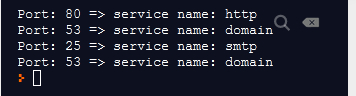 Port: 80 => service name: http
Port: 53 => service name: domain
Port: 25 => service name: smtp
Port: 53 => service name: domain
>